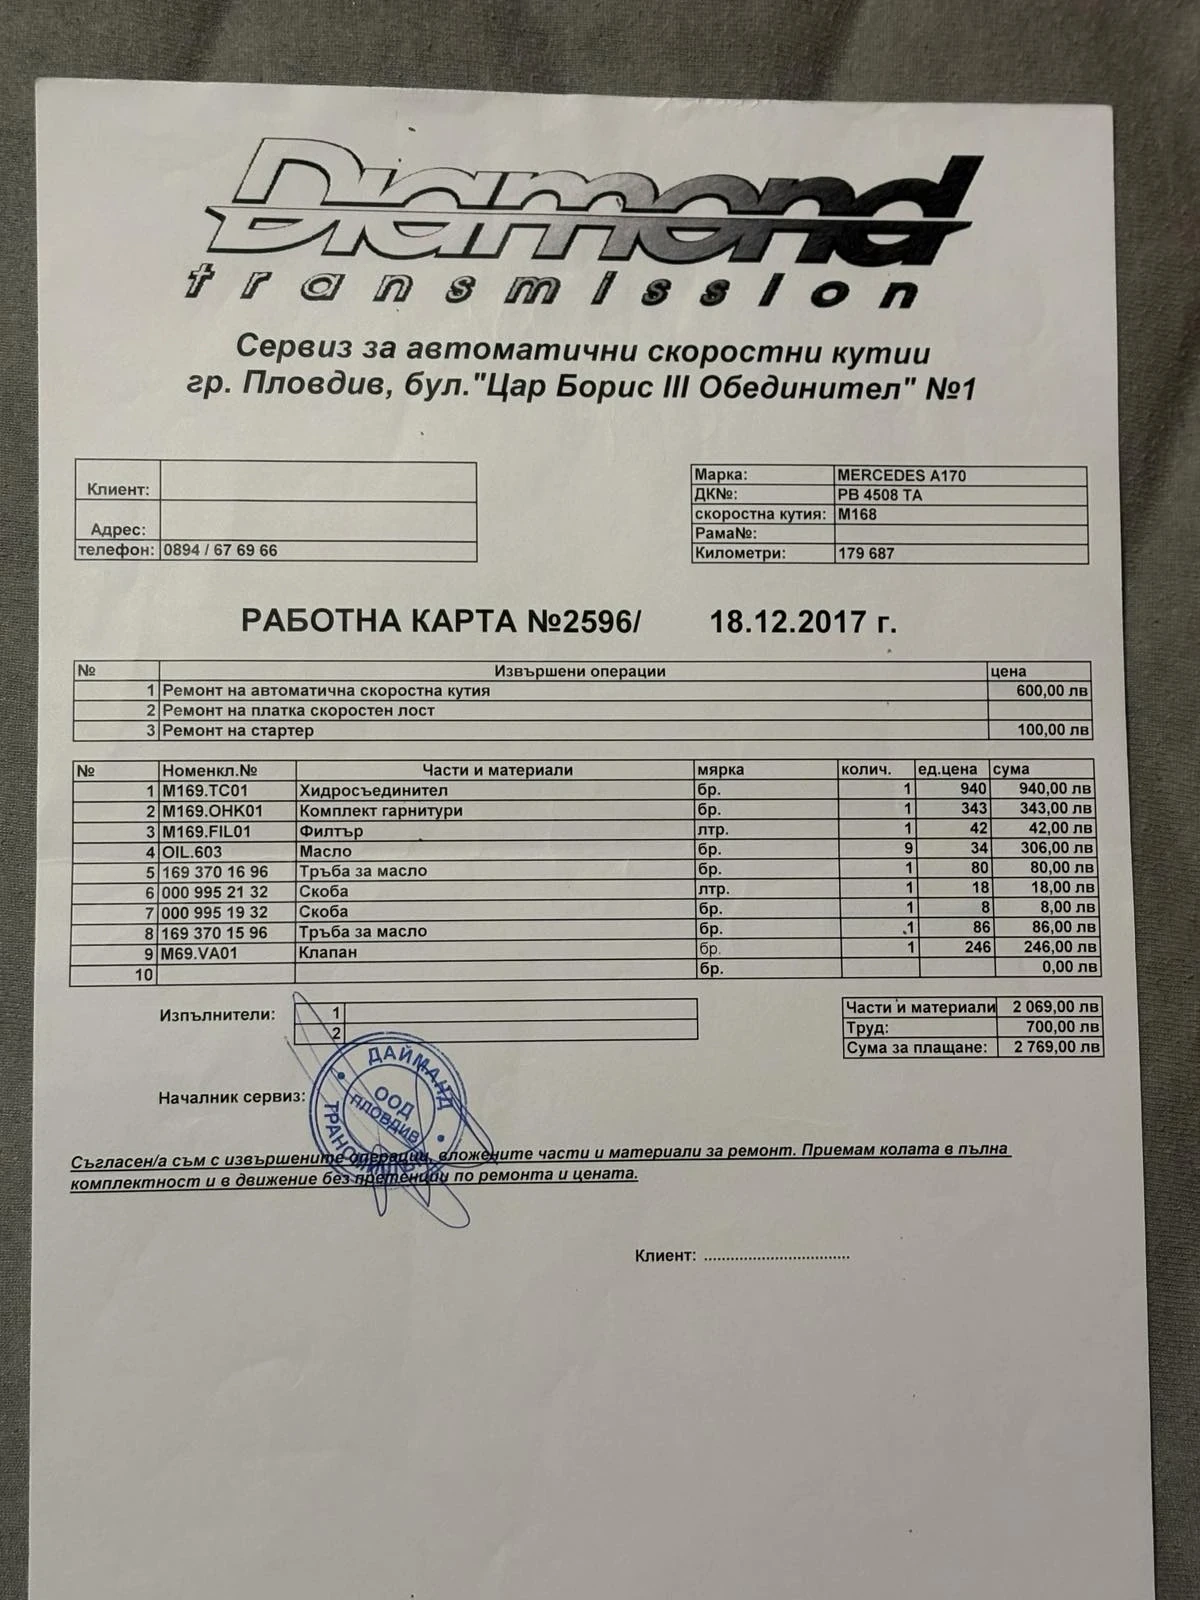 Diamond
transmission
Сервиз за автоматични скоростни кутии
гр. Пловдив, бул."Цар Борис III Обединител" №1
Клиент:
Адрес:
телефон: 0894 / 67 69 66
Марка: MERCEDES A170
ДК№: PB 4508 TA
скоростна кутия: M168
Рама№:
Километри: 179 687
РАБОТНА КАРТА №2596/ 18.12.2017 г.
№ Извършени операции цена
1 Ремонт на автоматична скоростна кутия 600,00 лв
2 Ремонт на платка скоростен лост
3 Ремонт на стартер 100,00 лв
№ Номенкл.№ Части и материали мярка колич. ед.цена сума
1 M169.TC01 Хидросъединител бр. 1 940 940,00 лв
2 M169.OHK01 Комплект гарнитури бр. 1 343 343,00 лв
3 M169.FIL01 Филтър лтр. 1 42 42,00 лв
4 OIL.603 Масло бр. 9 34 306,00 лв
5 169 370 16 96 Тръба за масло бр. 1 80 80,00 лв
6 000 995 21 32 Скоба лтр. 1 18 18,00 лв
7 000 995 19 32 Скоба бр. 1 8 8,00 лв
8 169 370 15 96 Тръба за масло бр. 1 86 86,00 лв
9 M69.VA01 Клапан бр. 1 246 246,00 лв
10 бр. 0,00 лв
Изпълнители: 1
2
Части и материали 2 069,00 лв
Труд: 700,00 лв
Сума за плащане: 2 769,00 лв
Началник сервиз:
ДАЙМАНД
ООД
ПЛОВДИВ
Съгласен/а съм с извършените операции, вложените части и материали за ремонт. Приемам колата в пълна
комплектност и в движение без претенции по ремонта и цената.
Клиент: .................................